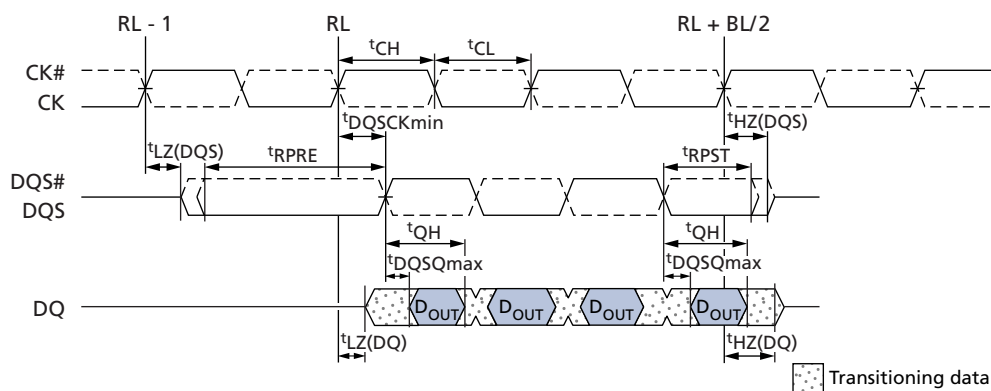 RL - 1 RL RL + BL/2
tCH tCL
CK#
CK
tDQSCKmin tHZ(DQS)
tLZ(DQS) tRPRE tRPST
DQS#
DQS
tQH tQH
tDQSQmax tDQSQmax
DQ DOUT DOUT DOUT DOUT
tLZ(DQ) tHZ(DQ)
Transitioning data